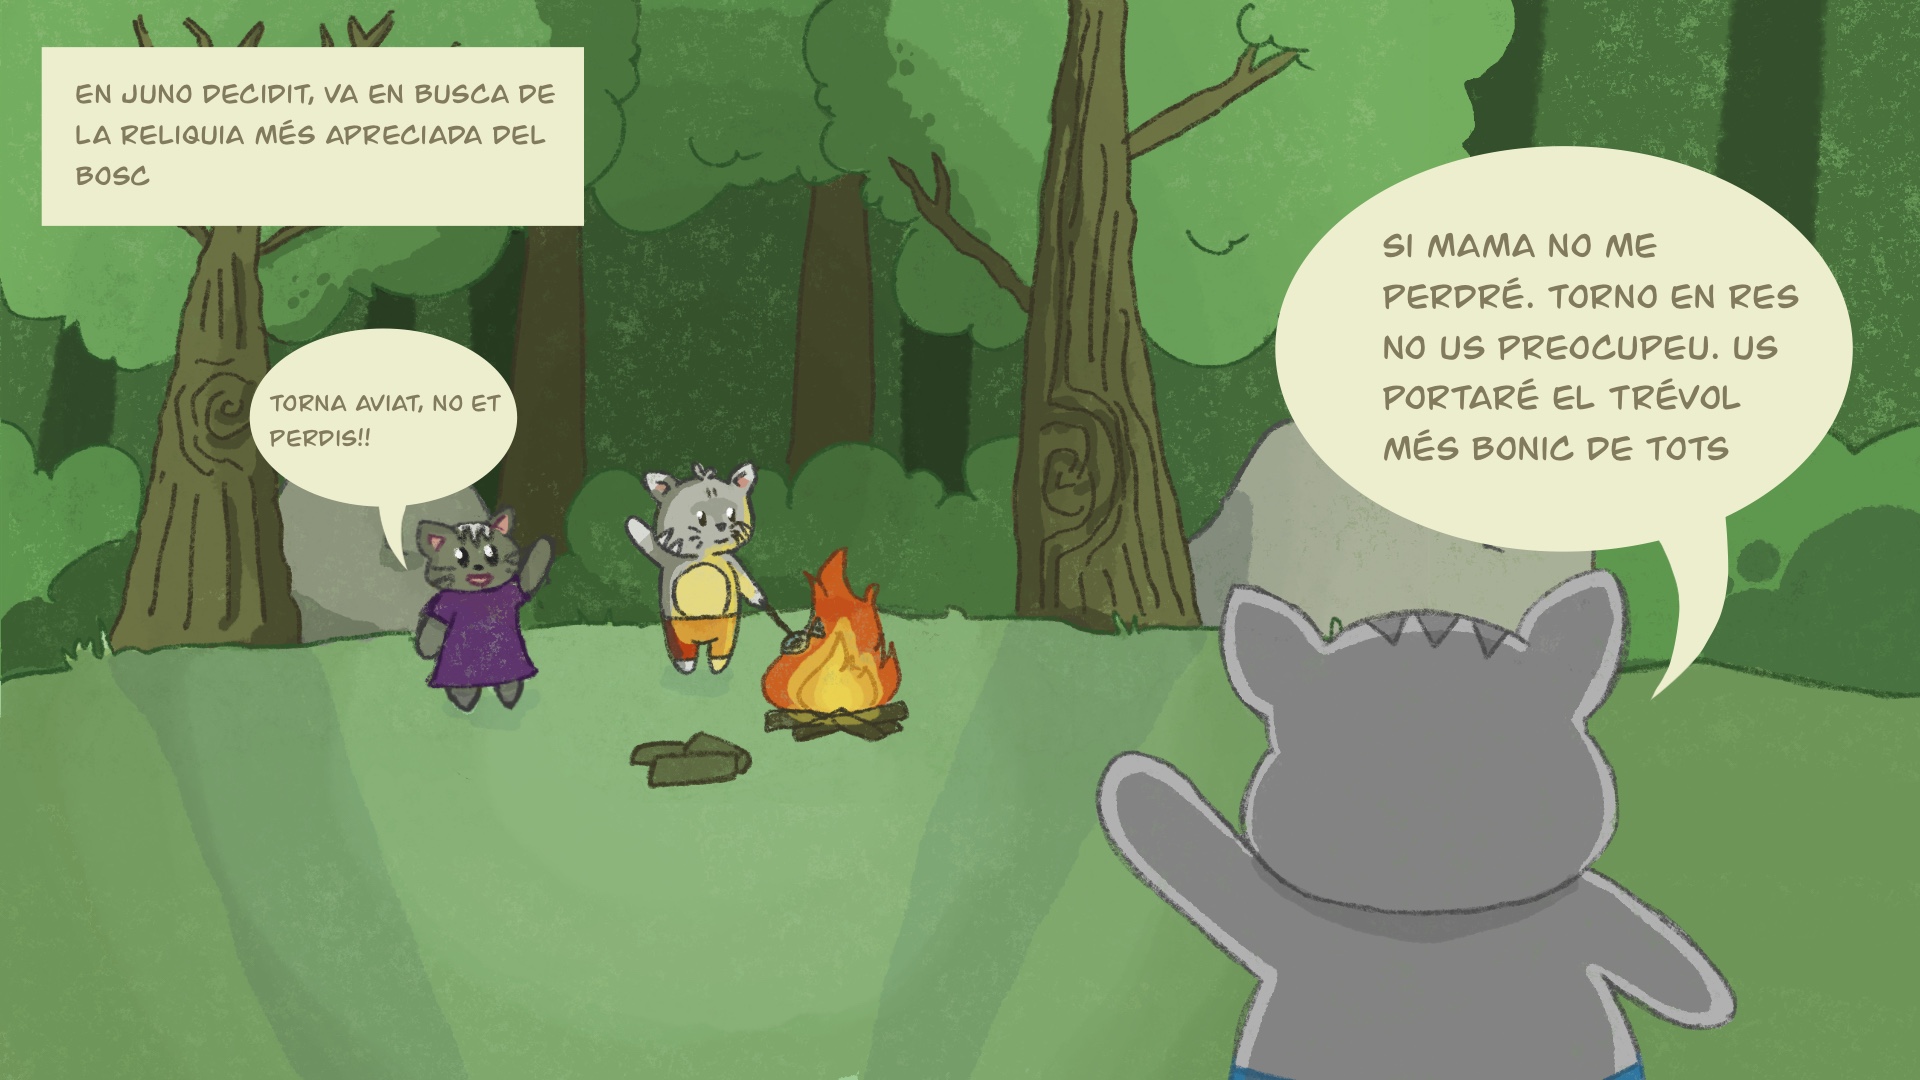 EN JUNO DECIDIT, VA EN BUSCA DE
LA RELIQUIA MÉS APRECIADA DEL
BOSC
TORNA AVIAT, NO ET
PERDIS!!
SI MAMA NO ME
PERDRÉ. TORNO EN RES
NO US PREOCUPEU. US
PORTARÉ EL TRÉVOL
MÉS BONIC DE TOTS